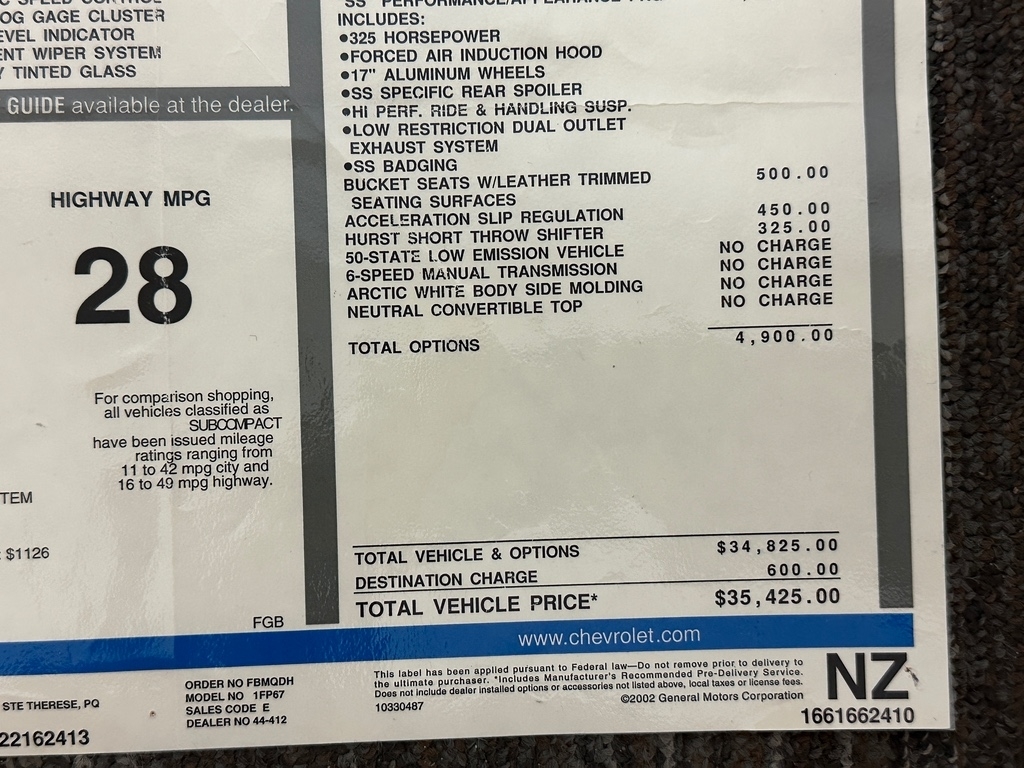 OG GAGE CLUSTER
EVEL INDICATOR
ENT WIPER SYSTEM
Y TINTED GLASS
GUIDE available at the dealer.
HIGHWAY MPG
28
For comparison shopping,
all vehicles classified as
SUBCOMPACT
have been issued mileage
ratings ranging from
11 to 42 mpg city and
16 to 49 mpg highway.
TEM
: $1126
FGB
INCLUDES:
•325 HORSEPOWER
•FORCED AIR INDUCTION HOOD
•17" ALUMINUM WHEELS
•SS SPECIFIC REAR SPOILER
•HI PERF. RIDE & HANDLING SUSP.
•LOW RESTRICTION DUAL OUTLET
EXHAUST SYSTEM
•SS BADGING
BUCKET SEATS W/LEATHER TRIMMED 500.00
SEATING SURFACES
ACCELERATION SLIP REGULATION 450.00
HURST SHORT THROW SHIFTER 325.00
50-STATE LOW EMISSION VEHICLE NO CHARGE
6-SPEED MANUAL TRANSMISSION NO CHARGE
ARCTIC WHITE BODY SIDE MOLDING NO CHARGE
NEUTRAL CONVERTIBLE TOP NO CHARGE
TOTAL OPTIONS 4,900.00
TOTAL VEHICLE & OPTIONS $34,825.00
DESTINATION CHARGE 600.00
TOTAL VEHICLE PRICE* $35,425.00
www.chevrolet.com
STE THERESE, PQ
22162413
ORDER NO FBMQDH
MODEL NO 1FP67
SALES CODE E
DEALER NO 44-412
This label has been applied pursuant to Federal law—Do not remove prior to delivery to
the ultimate purchaser. *Includes Manufacturer's Recommended Pre-Delivery Service.
Does not include dealer installed options or accessories not listed above, local taxes or license fees.
10330487 ©2002 General Motors Corporation
NZ
1661662410